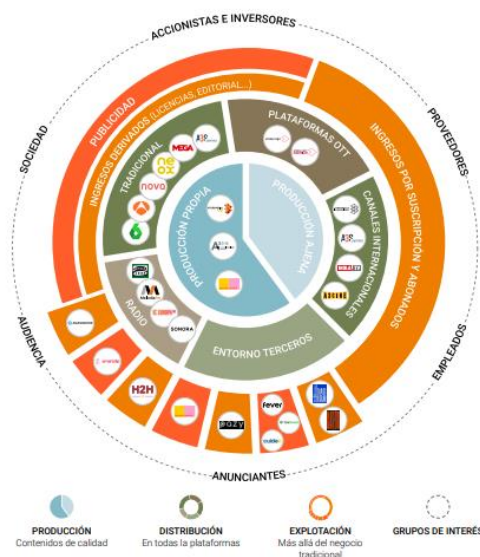 ACCIONISTAS E INVERSORES
SOCIEDAD
PROVEEDORES
PUBLICIDAD
INGRESOS DERIVADOS (LICENCIAS, EDITORIAL...)
INGRESOS POR SUSCRIPCIÓN Y ABONADOS
TRADICIONAL
PLATAFORMAS OTT
MEGA
neox
nova
6
PRODUCCIÓN PROPIA
PRODUCCIÓN AJENA
CANALES INTERNACIONALES
RADIO
SONORA
ENTORNO TERCEROS
AUDIENCIA
EMPLEADOS
H2H
fever
ANUNCIANTES
PRODUCCIÓN
Contenidos de calidad
DISTRIBUCIÓN
En todas la plataformas
EXPLOTACIÓN
Más allá del negocio
tradicional
GRUPOS DE INTERÉS